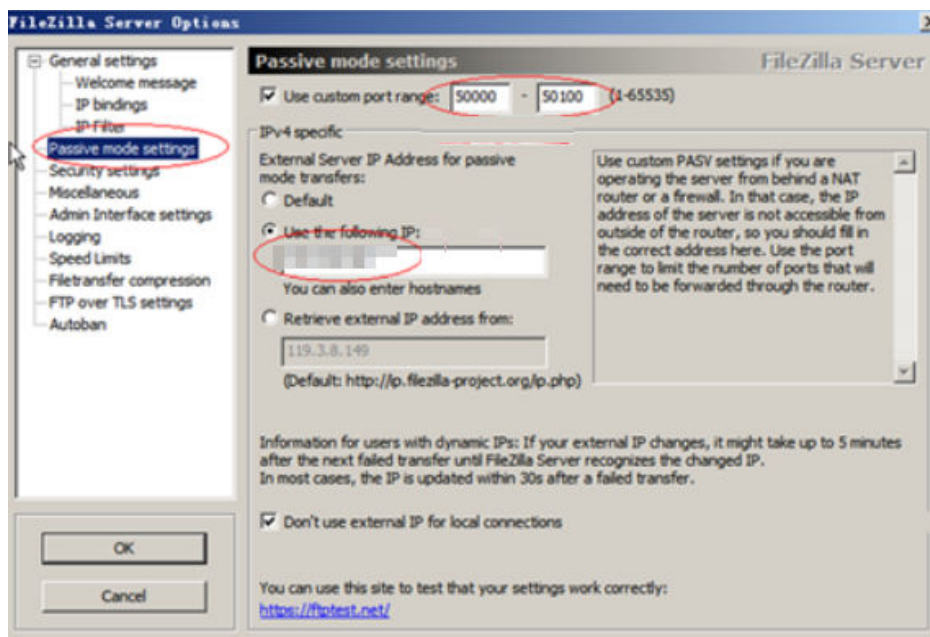 FileZilla Server Options
General settings
Welcome message
IP bindings
IP Filter
Passive mode settings
Security settings
Miscellaneous
Admin Interface settings
Logging
Speed Limits
Filetransfer compression
FTP over TLS settings
Autoban
OK
Cancel
Passive mode settings
FileZilla Server
Use custom port range: 50000 - 50100 (1-65535)
IPv4 specific
External Server IP Address for passive
mode transfers:
Default
Use the following IP:
You can also enter hostnames
Retrieve external IP address from:
119.3.8.149
(Default: http://ip.filezilla-project.org/ip.php)
Use custom PASV settings if you are
operating the server from behind a NAT
router or a firewall. In that case, the IP
address of the server is not accessible from
outside of the router, so you should fill in
the correct address here. Use the port
range to limit the number of ports that will
need to be forwarded through the router.
Information for users with dynamic IPs: If your external IP changes, it might take up to 5 minutes
after the next failed transfer until FileZilla Server recognizes the changed IP.
In most cases, the IP is updated within 30s after a failed transfer.
Don't use external IP for local connections
You can use this site to test that your settings work correctly:
https://ftptest.net/